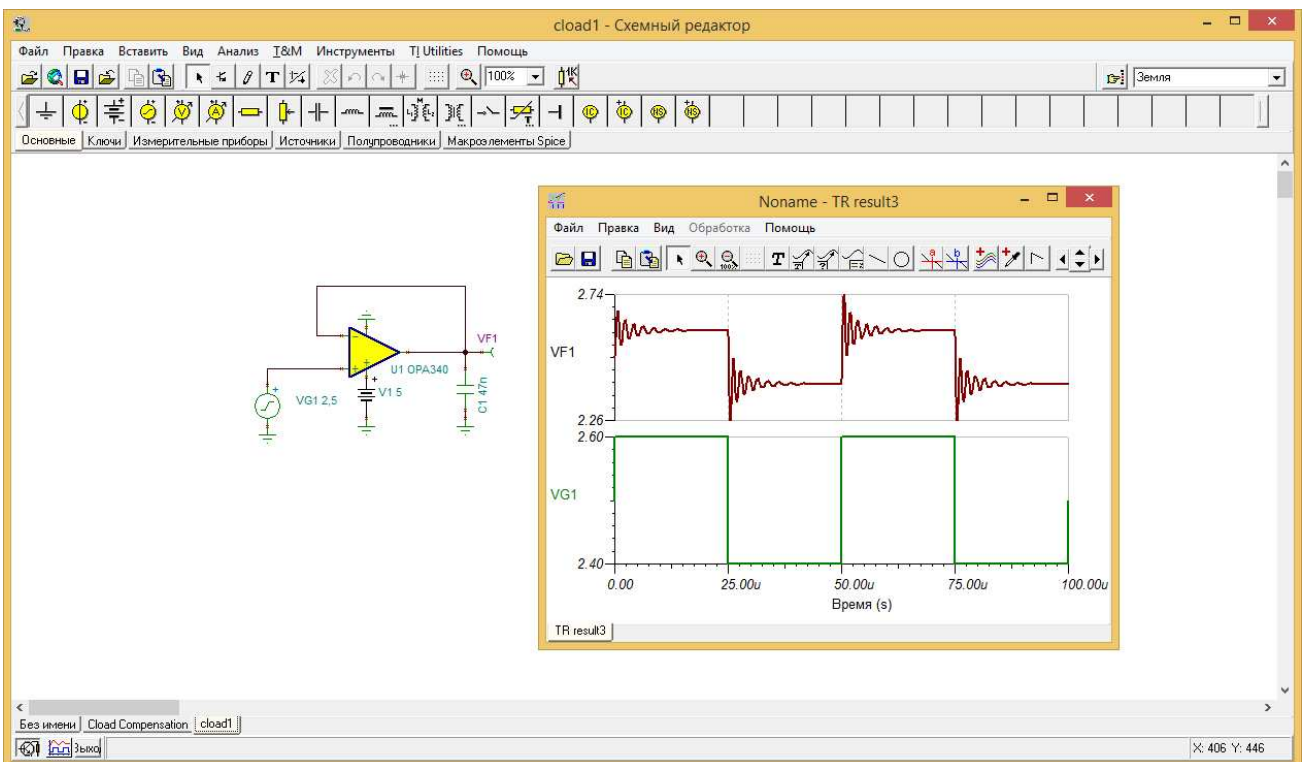 cload1 - Схемный редактор
Файл Правка Вставить Вид Анализ T&M Инструменты TI Utilities Помощь
100%
Земля
Основные Ключи Измерительные приборы Источники Полупроводники Макроэлементы Spice
Noname - TR result3
Файл Правка Вид Обработка Помощь
2.74
VF1
2.26
2.60
VG1
2.40
0.00 25.00u 50.00u 75.00u 100.00u
Время (s)
TR result3
VF1
U1 OPA340
V1 5
VG1 2,5
C1 47n
Без имени Cload Compensation cload1
X: 406 Y: 446